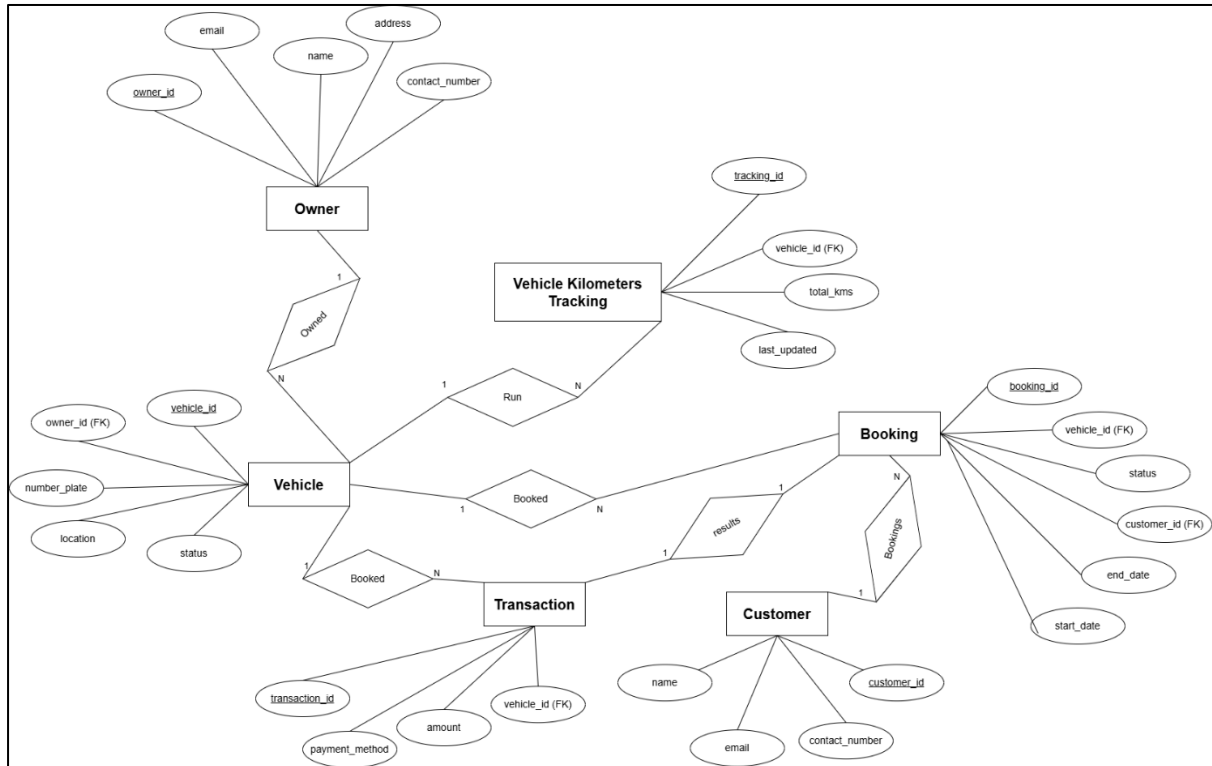 address
email
name
contact_number
owner_id
Owner
1
Owned
N
tracking_id
vehicle_id (FK)
total_kms
last_updated
Vehicle Kilometers
Tracking
1
Run
N
vehicle_id
owner_id (FK)
number_plate
location
status
Vehicle
1
Booked
N
booking_id
vehicle_id (FK)
status
customer_id (FK)
end_date
start_date
Booking
1
results
1
N
Bookings
1
1
Booked
N
Transaction
transaction_id
payment_method
amount
vehicle_id (FK)
Customer
name
email
contact_number
customer_id